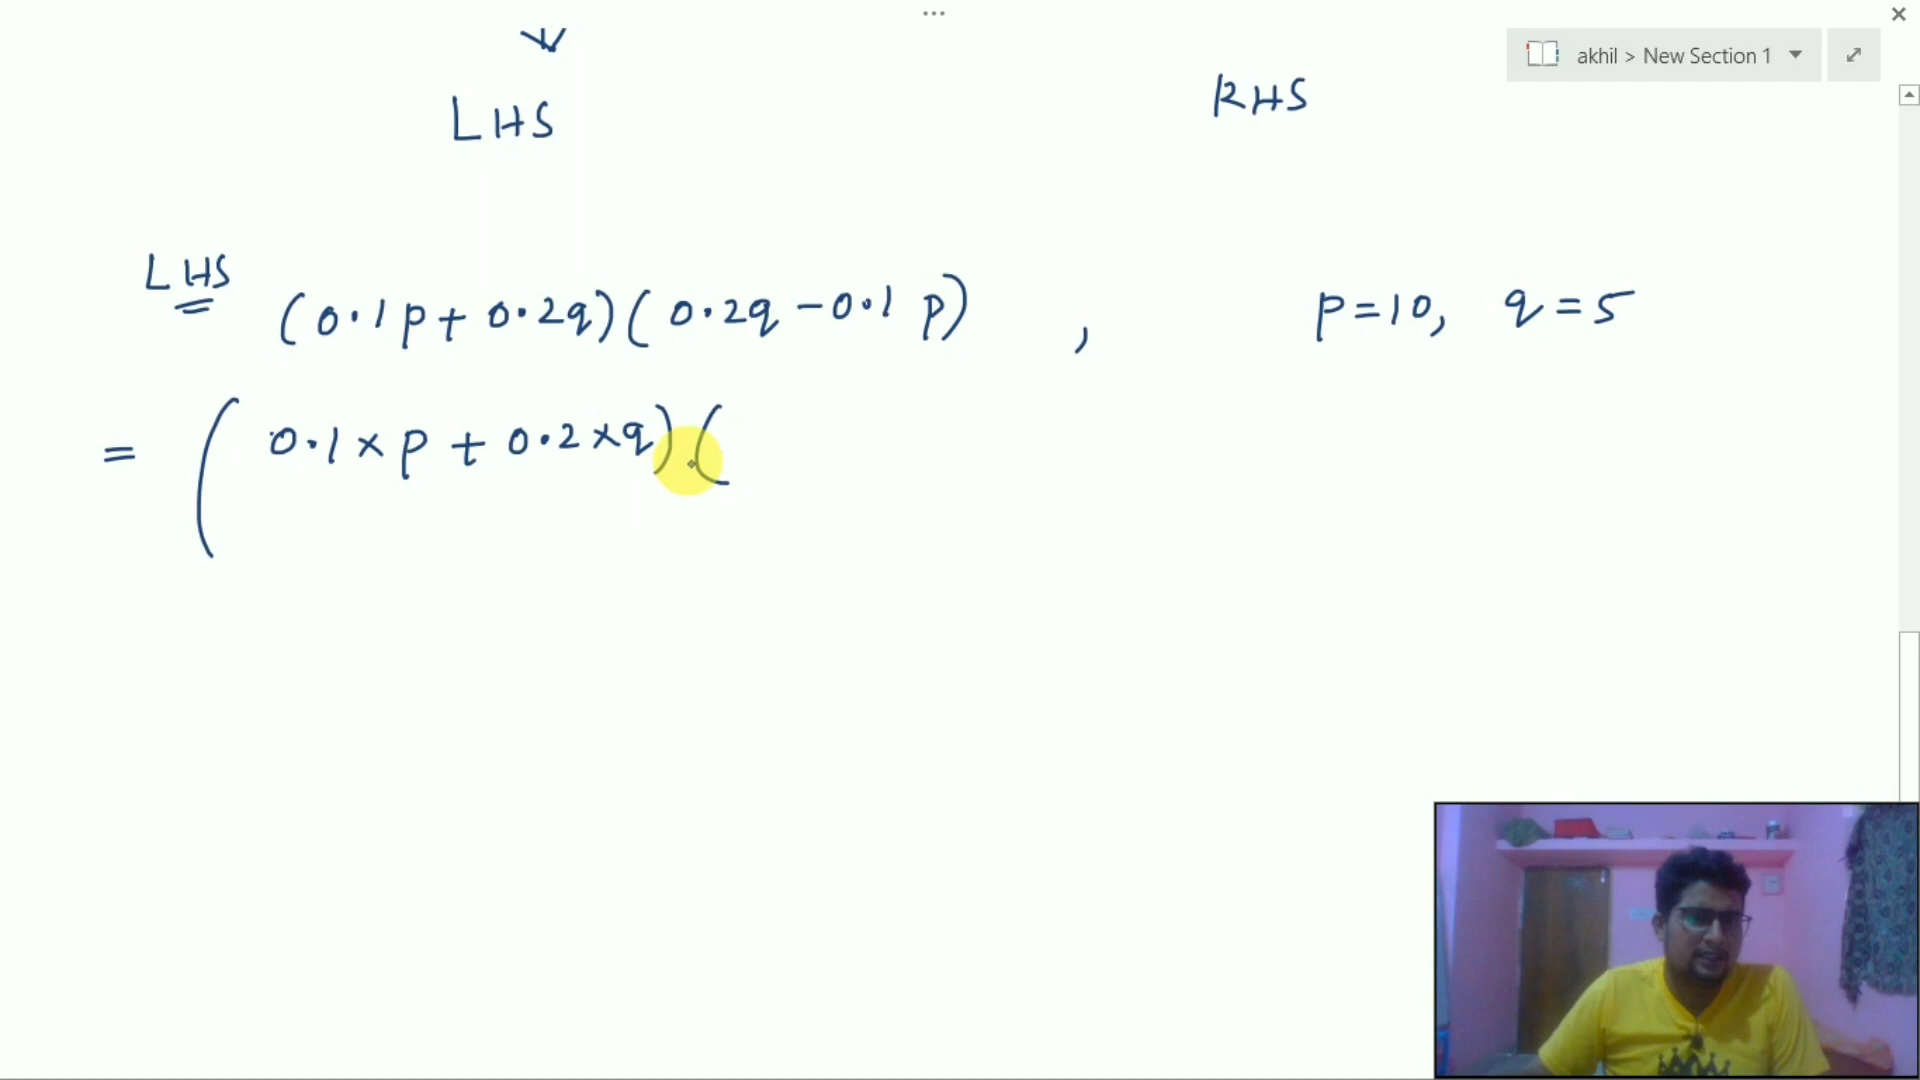 akhil > New Section 1
LHS
RHS
LHS
(0.1p+0.2q)(0.2q-0.1p) , p=10, q=5
= (0.1×p+0.2×q).(